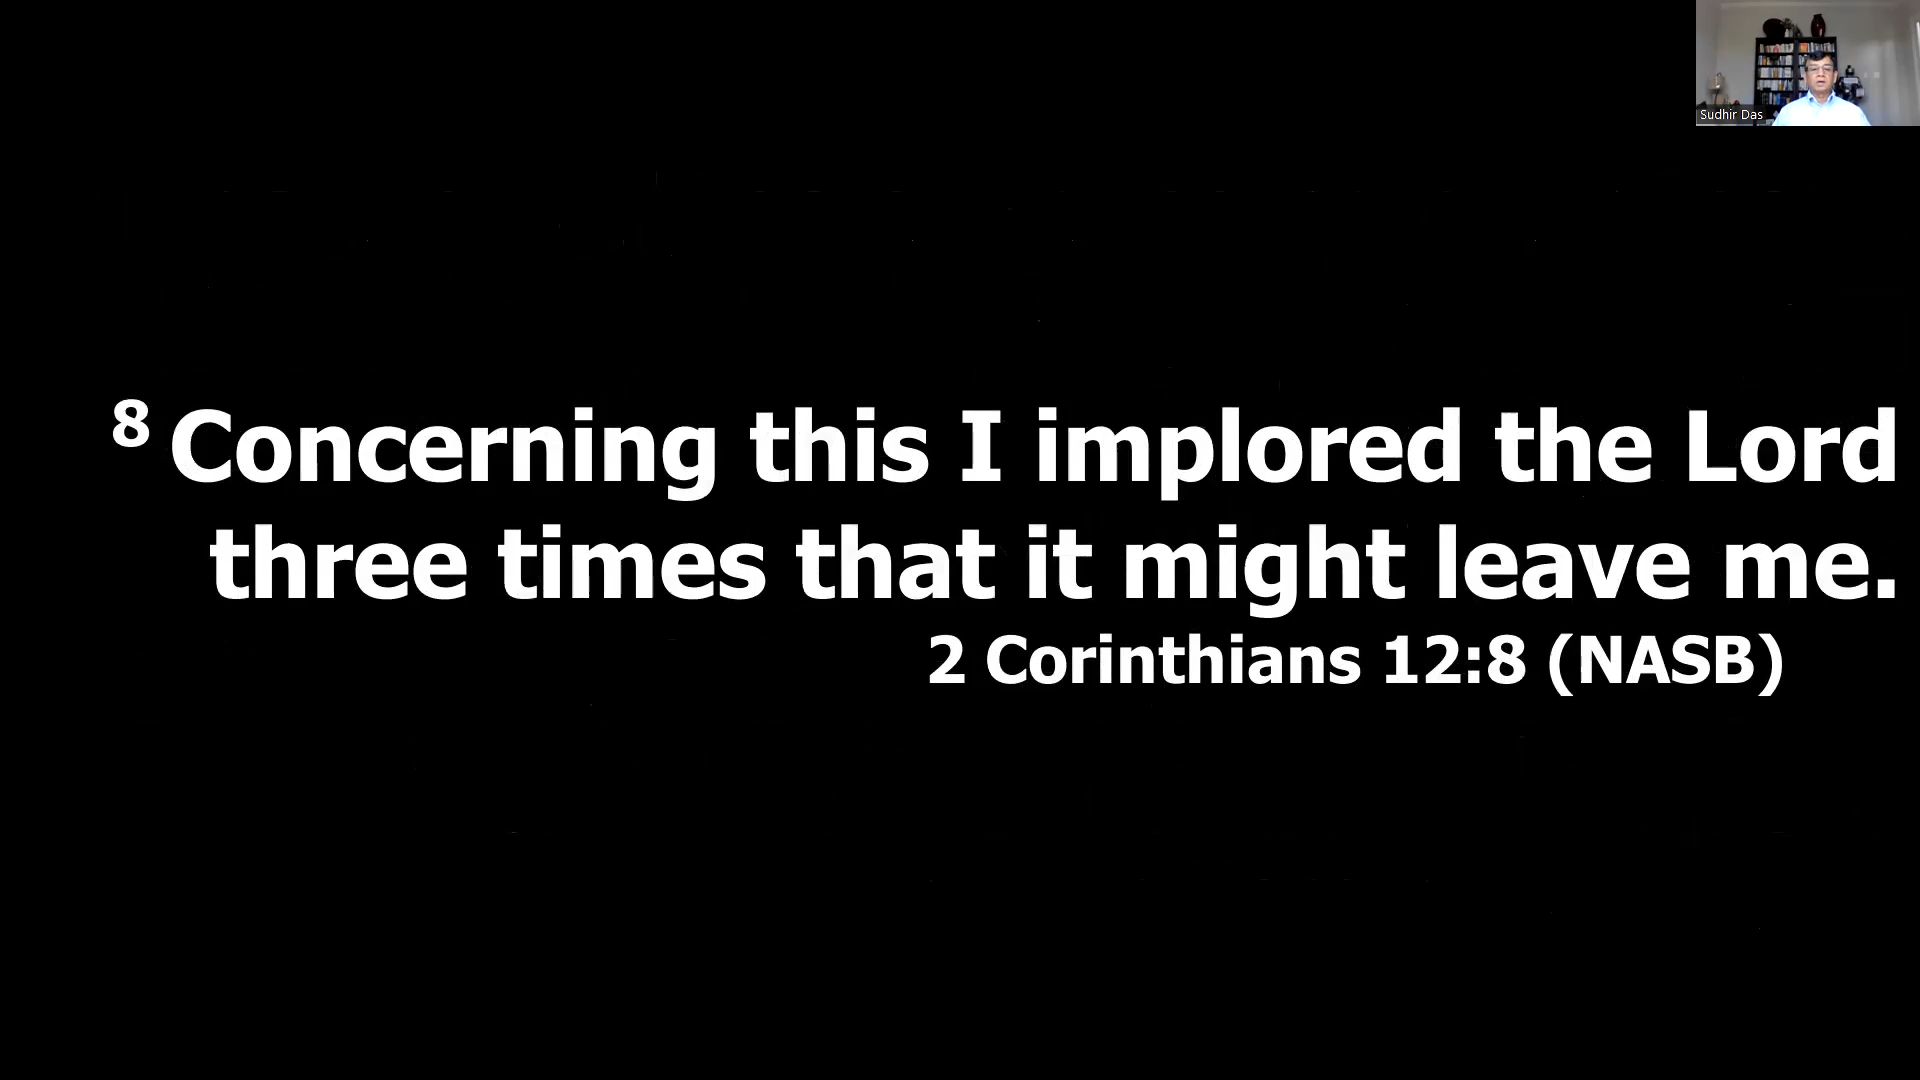 Sudhir Das
8 Concerning this I implored the Lord
three times that it might leave me.
2 Corinthians 12:8 (NASB)